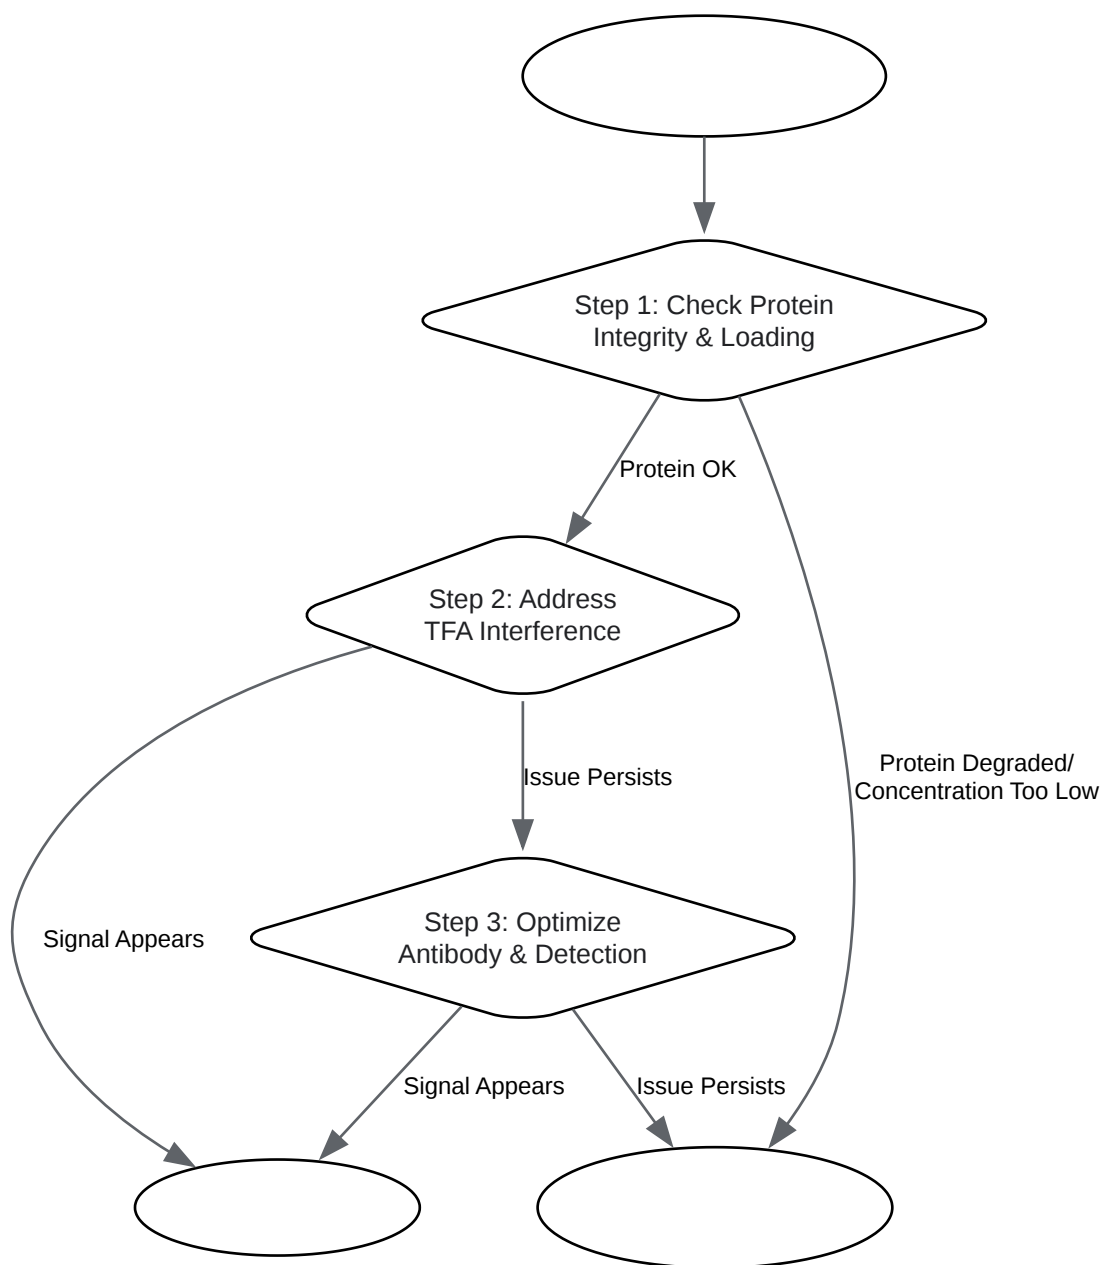 Step 1: Check Protein
Integrity & Loading
Protein OK
Step 2: Address
TFA Interference
Protein Degraded/
Concentration Too Low
Issue Persists
Step 3: Optimize
Antibody & Detection
Signal Appears
Signal Appears
Issue Persists